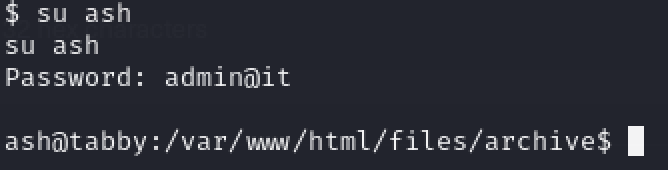 $ su ash
su ash
Password: admin@it
ash@tabby:/var/www/html/files/archive$